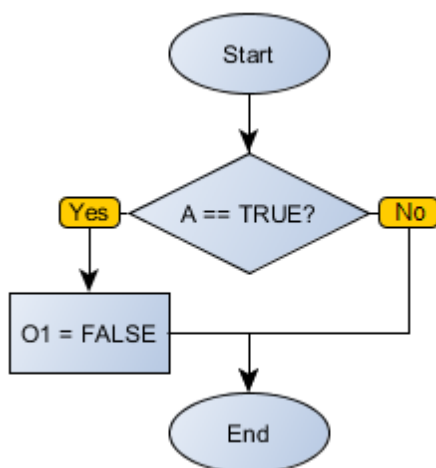 Start
A == TRUE?
Yes
No
O1 = FALSE
End